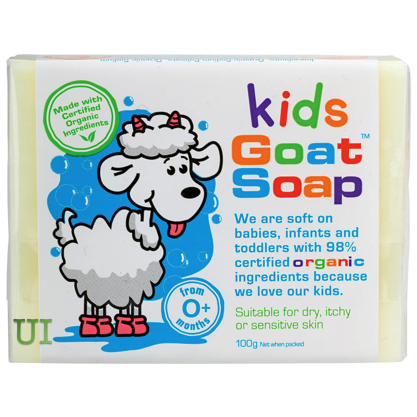 Made with
Certified
Organic
Ingredients
kids
Goat™
Soap
We are soft on
babies, infants and
toddlers with 98%
certified organic
ingredients because
we love our kids.
from
0+
months
Suitable for dry, itchy
or sensitive skin
100g Net when packed
UI